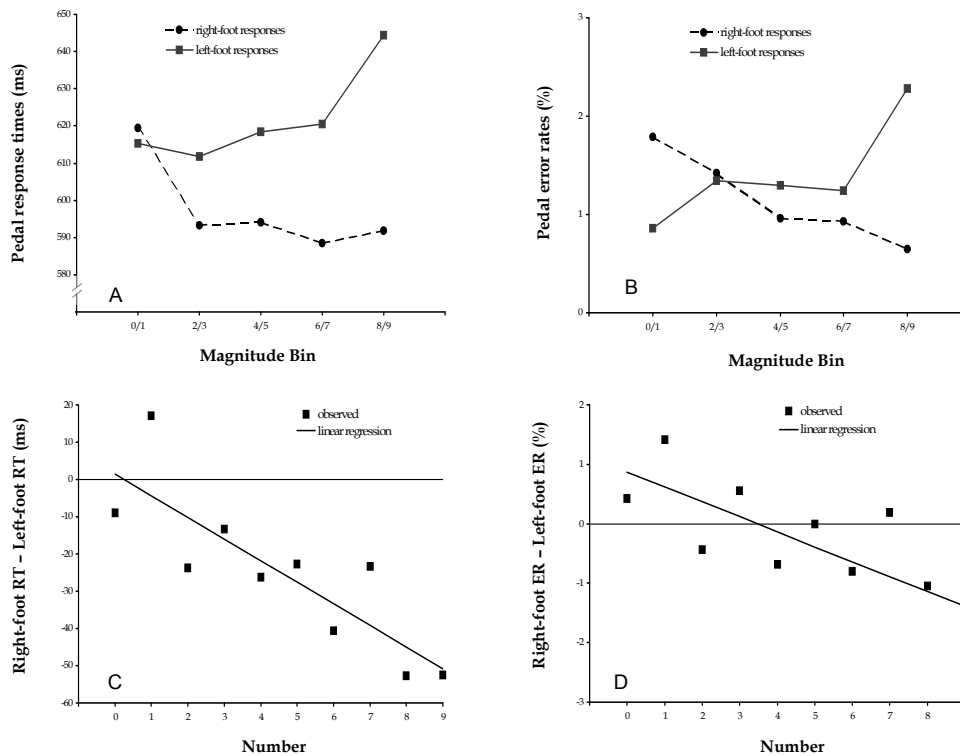 Pedal response times (ms)
650
640
630
620
610
600
590
580
right-foot responses
left-foot responses
A
0/1 2/3 4/5 6/7 8/9
Magnitude Bin
Pedal error rates (%)
3
2
1
0
right-foot responses
left-foot responses
B
0/1 2/3 4/5 6/7 8/9
Magnitude Bin
Right-foot RT – Left-foot RT (ms)
20
10
0
-10
-20
-30
-40
-50
-60
observed
linear regression
C
0 1 2 3 4 5 6 7 8 9
Number
Right-foot ER – Left-foot ER (%)
2
1
0
-1
-2
-3
observed
linear regression
D
0 1 2 3 4 5 6 7 8
Number